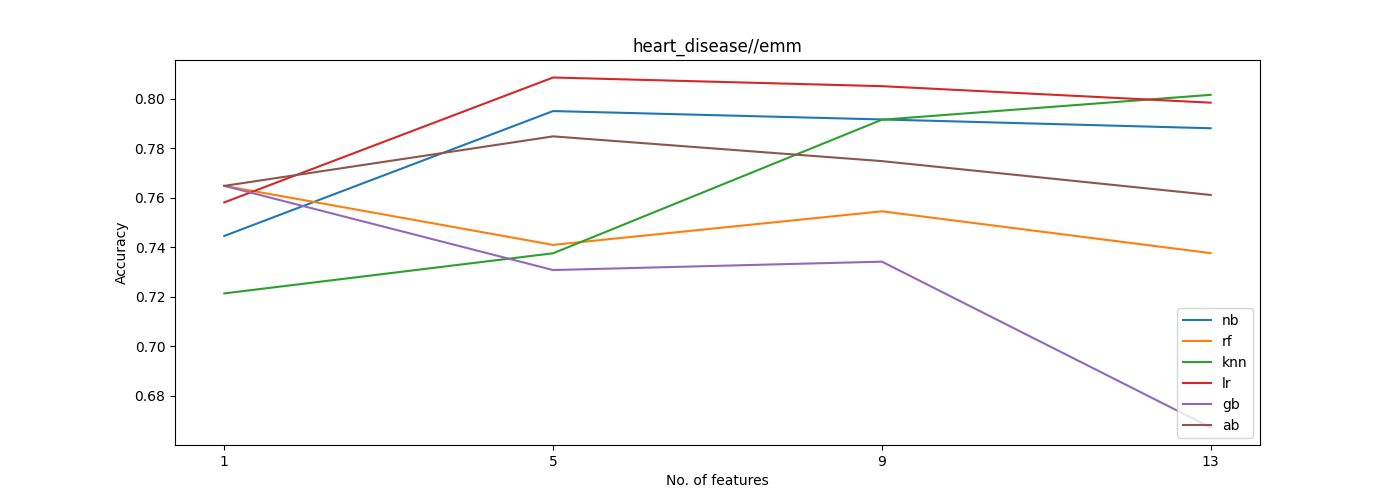 heart_disease//emm
Accuracy
0.80
0.78
0.76
0.74
0.72
0.70
0.68
nb
rf
knn
lr
gb
ab
1 5 9 13
No. of features